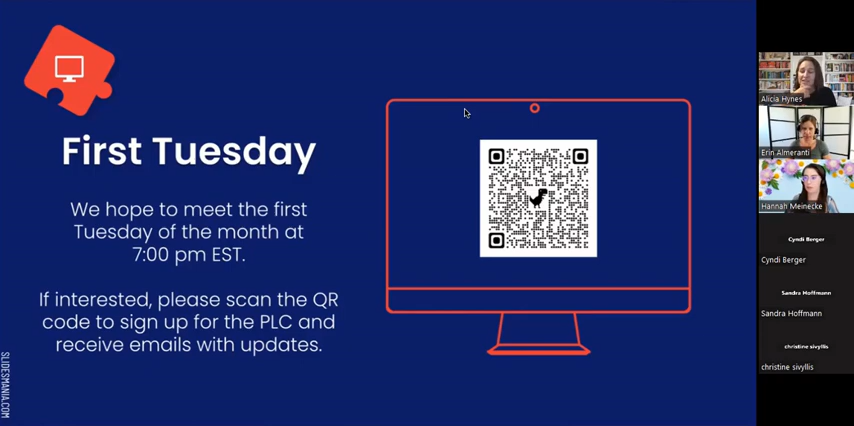 First Tuesday
We hope to meet the first
Tuesday of the month at
7:00 pm EST.
If interested, please scan the QR
code to sign up for the PLC and
receive emails with updates.
SLIDESMANIA.COM
Alicia Hynes
Erin Almeranti
Hannah Meinecke
Cyndi Berger
Cyndi Berger
Sandra Hoffmann
Sandra Hoffmann
christine sivyllis
christine sivyllis